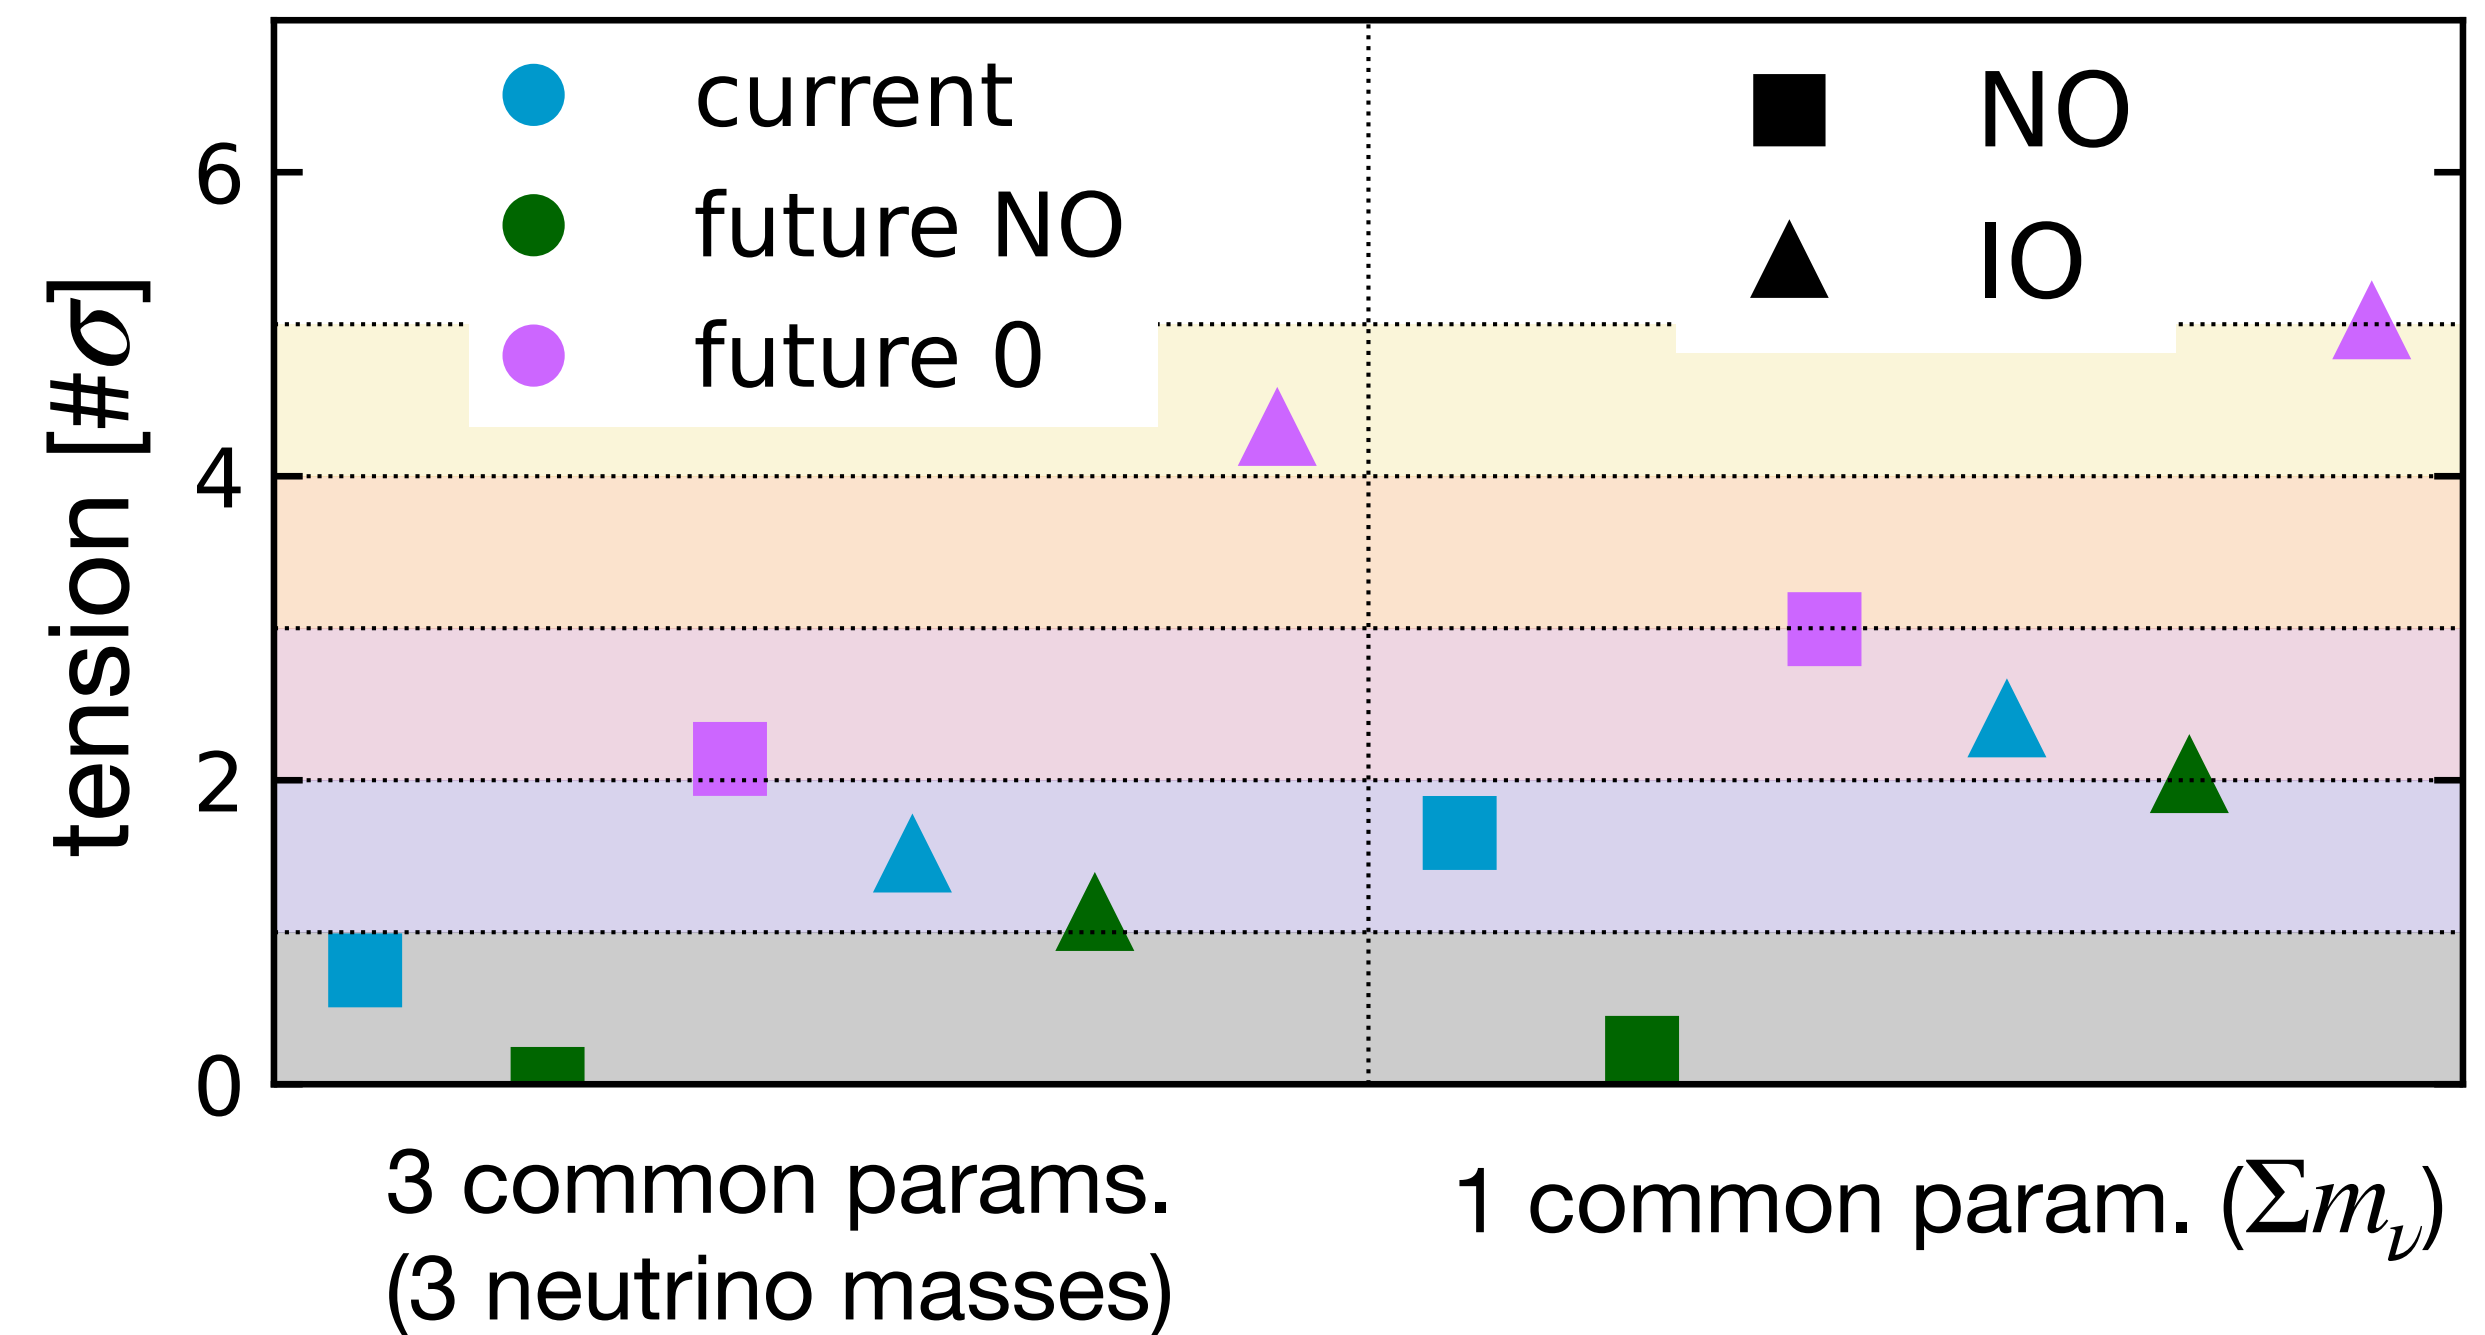 tension [#σ]
6
4
2
0
current
future NO
future 0
NO
IO
3 common params.
(3 neutrino masses)
1 common param. (Σmν)